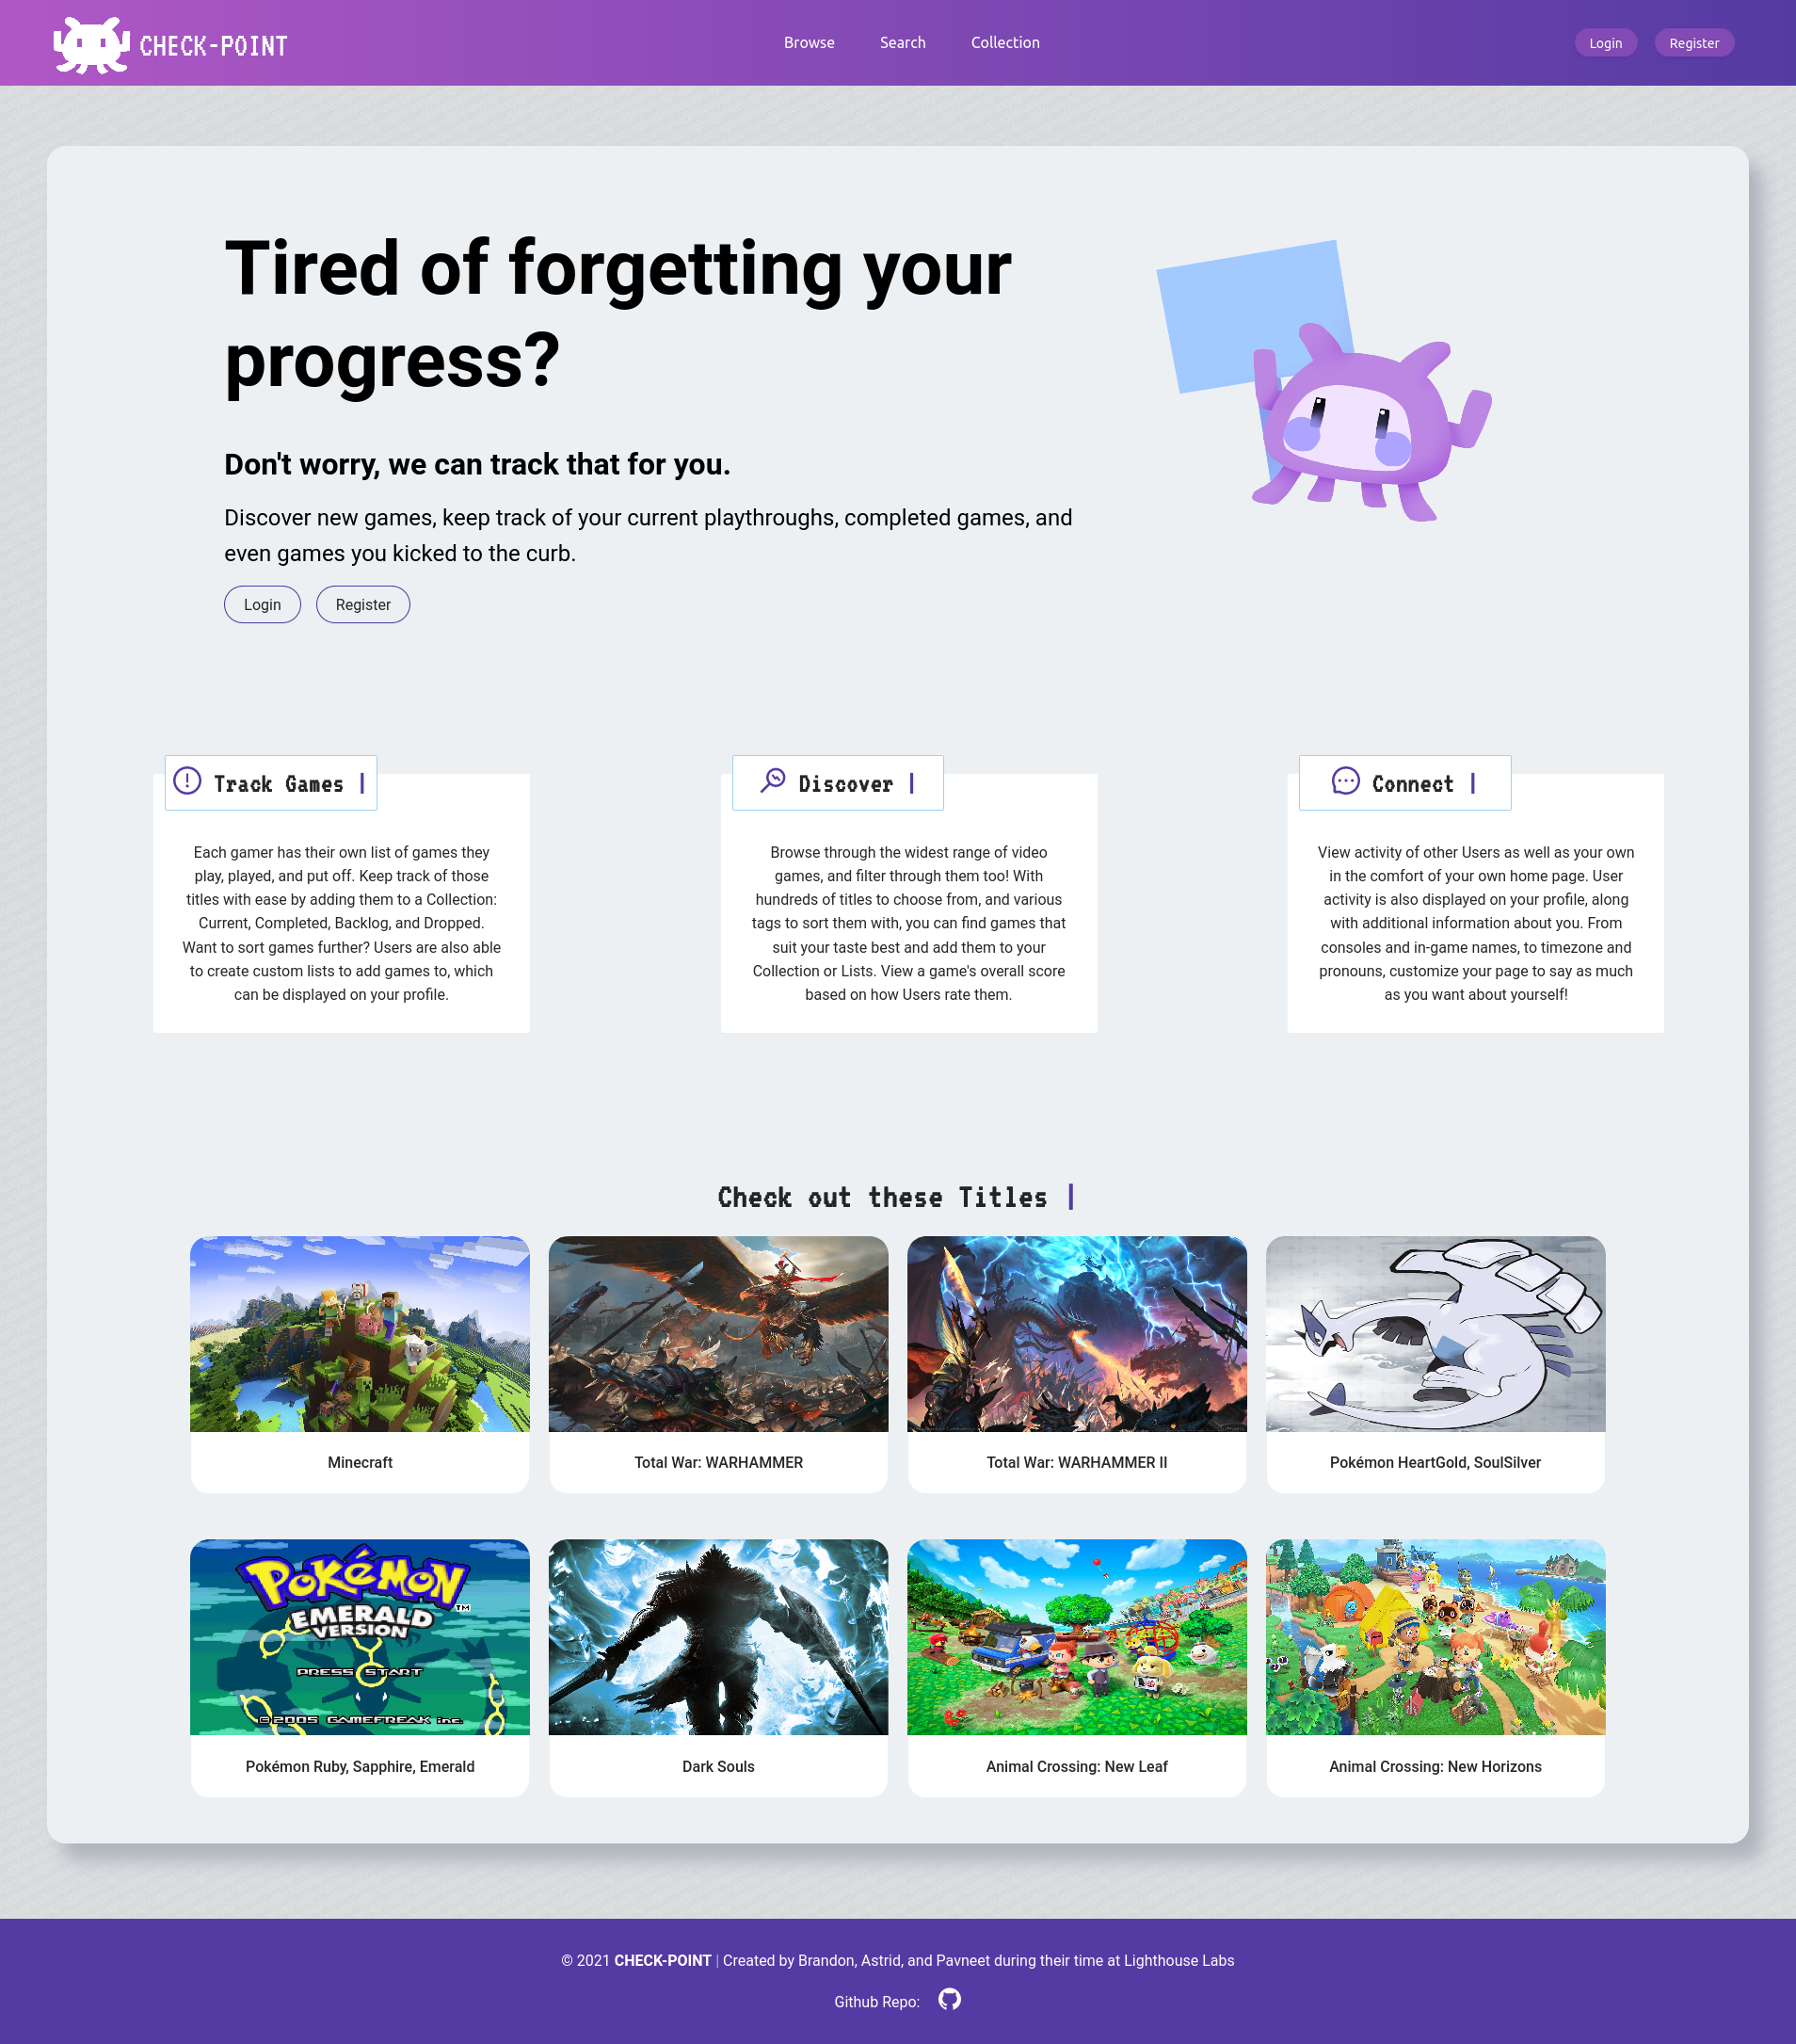 CHECK-POINT
Browse Search Collection
Login Register
Tired of forgetting your
progress?
Don't worry, we can track that for you.
Discover new games, keep track of your current playthroughs, completed games, and
even games you kicked to the curb.
Login Register
Track Games |
Each gamer has their own list of games they
play, played, and put off. Keep track of those
titles with ease by adding them to a Collection:
Current, Completed, Backlog, and Dropped.
Want to sort games further? Users are also able
to create custom lists to add games to, which
can be displayed on your profile.
Discover |
Browse through the widest range of video
games, and filter through them too! With
hundreds of titles to choose from, and various
tags to sort them with, you can find games that
suit your taste best and add them to your
Collection or Lists. View a game's overall score
based on how Users rate them.
Connect |
View activity of other Users as well as your own
in the comfort of your own home page. User
activity is also displayed on your profile, along
with additional information about you. From
consoles and in-game names, to timezone and
pronouns, customize your page to say as much
as you want about yourself!
Check out these Titles |
Minecraft
Total War: WARHAMMER
Total War: WARHAMMER II
Pokémon HeartGold, SoulSilver
POKéMON
TM
EMERALD
VERSION
PRESS START
©2005 GAMEFREAK inc.
Pokémon Ruby, Sapphire, Emerald
Dark Souls
Animal Crossing: New Leaf
Animal Crossing: New Horizons
© 2021 CHECK-POINT | Created by Brandon, Astrid, and Pavneet during their time at Lighthouse Labs
Github Repo: